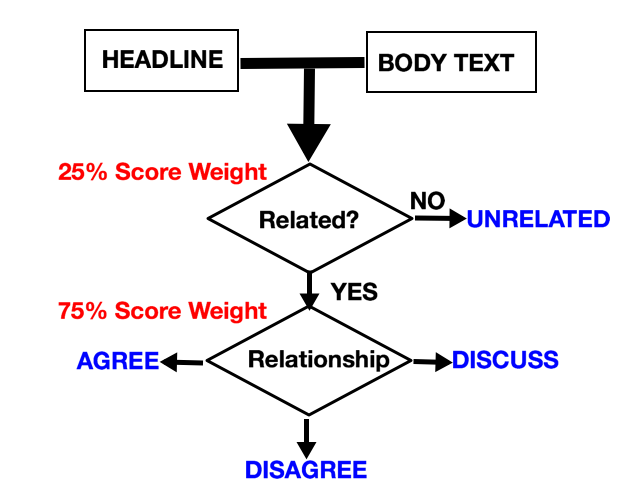 HEADLINE
BODY TEXT
25% Score Weight
Related?
NO
UNRELATED
YES
75% Score Weight
AGREE
Relationship
DISCUSS
DISAGREE